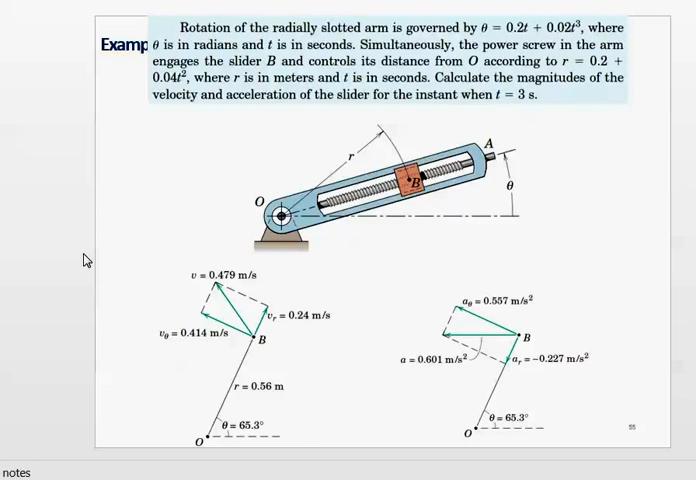 Rotation of the radially slotted arm is governed by θ = 0.2t + 0.02t³, where
Examp
θ is in radians and t is in seconds. Simultaneously, the power screw in the arm
engages the slider B and controls its distance from O according to r = 0.2 +
0.04t², where r is in meters and t is in seconds. Calculate the magnitudes of the
velocity and acceleration of the slider for the instant when t = 3 s.
A
r
B
θ
O
v = 0.479 m/s
vᵣ = 0.24 m/s
v_θ = 0.414 m/s
B
r = 0.56 m
θ = 65.3°
O
a_θ = 0.557 m/s²
B
a = 0.601 m/s²
aᵣ = −0.227 m/s²
θ = 65.3°
O
55
notes